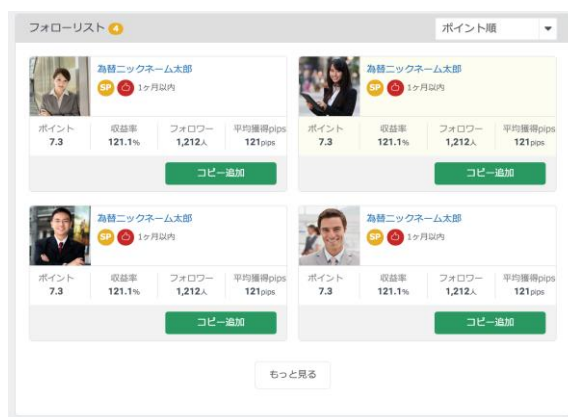 フォローリスト 4
ポイント順
為替ニックネーム太郎
SP 1ヶ月以内
ポイント 収益率 フォロワー 平均獲得pips
7.3 121.1% 1,212人 121pips
コピー追加
為替ニックネーム太郎
SP 1ヶ月以内
ポイント 収益率 フォロワー 平均獲得pips
7.3 121.1% 1,212人 121pips
コピー追加
為替ニックネーム太郎
SP 1ヶ月以内
ポイント 収益率 フォロワー 平均獲得pips
7.3 121.1% 1,212人 121pips
コピー追加
為替ニックネーム太郎
SP 1ヶ月以内
ポイント 収益率 フォロワー 平均獲得pips
7.3 121.1% 1,212人 121pips
コピー追加
もっと見る